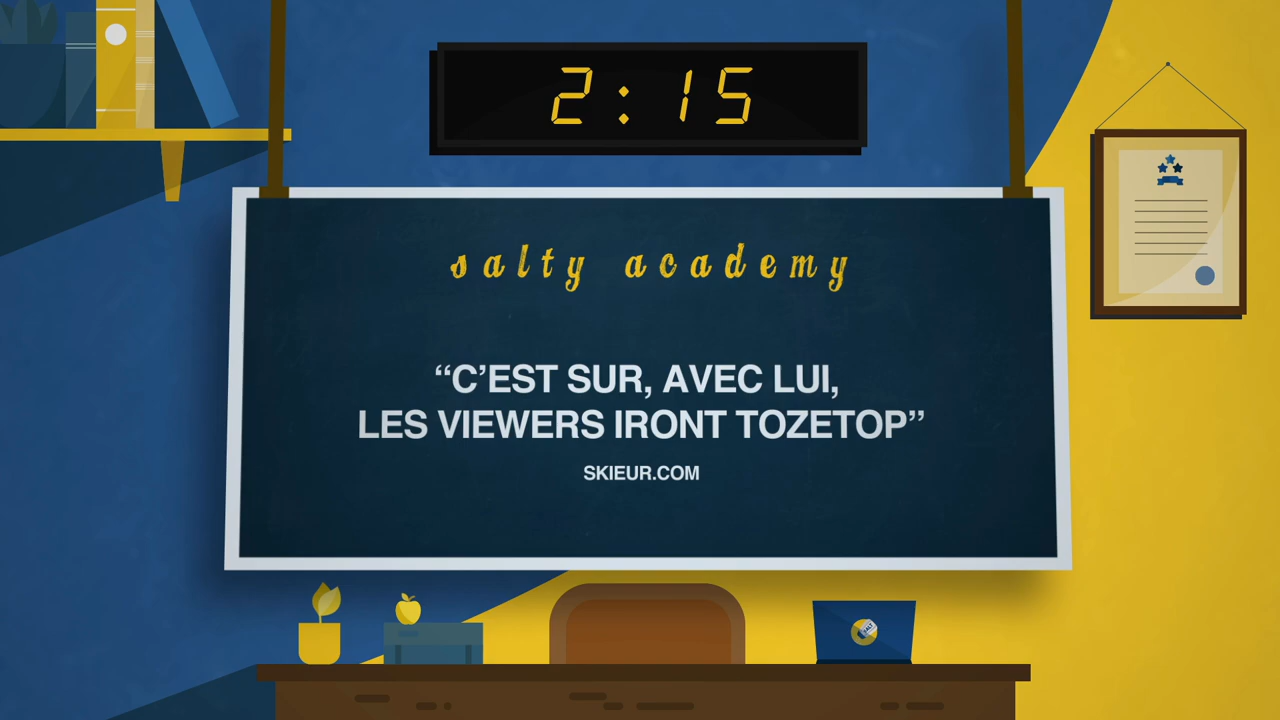 2:15
salty academy
“C’EST SUR, AVEC LUI,
LES VIEWERS IRONT TOZETOP”
SKIEUR.COM